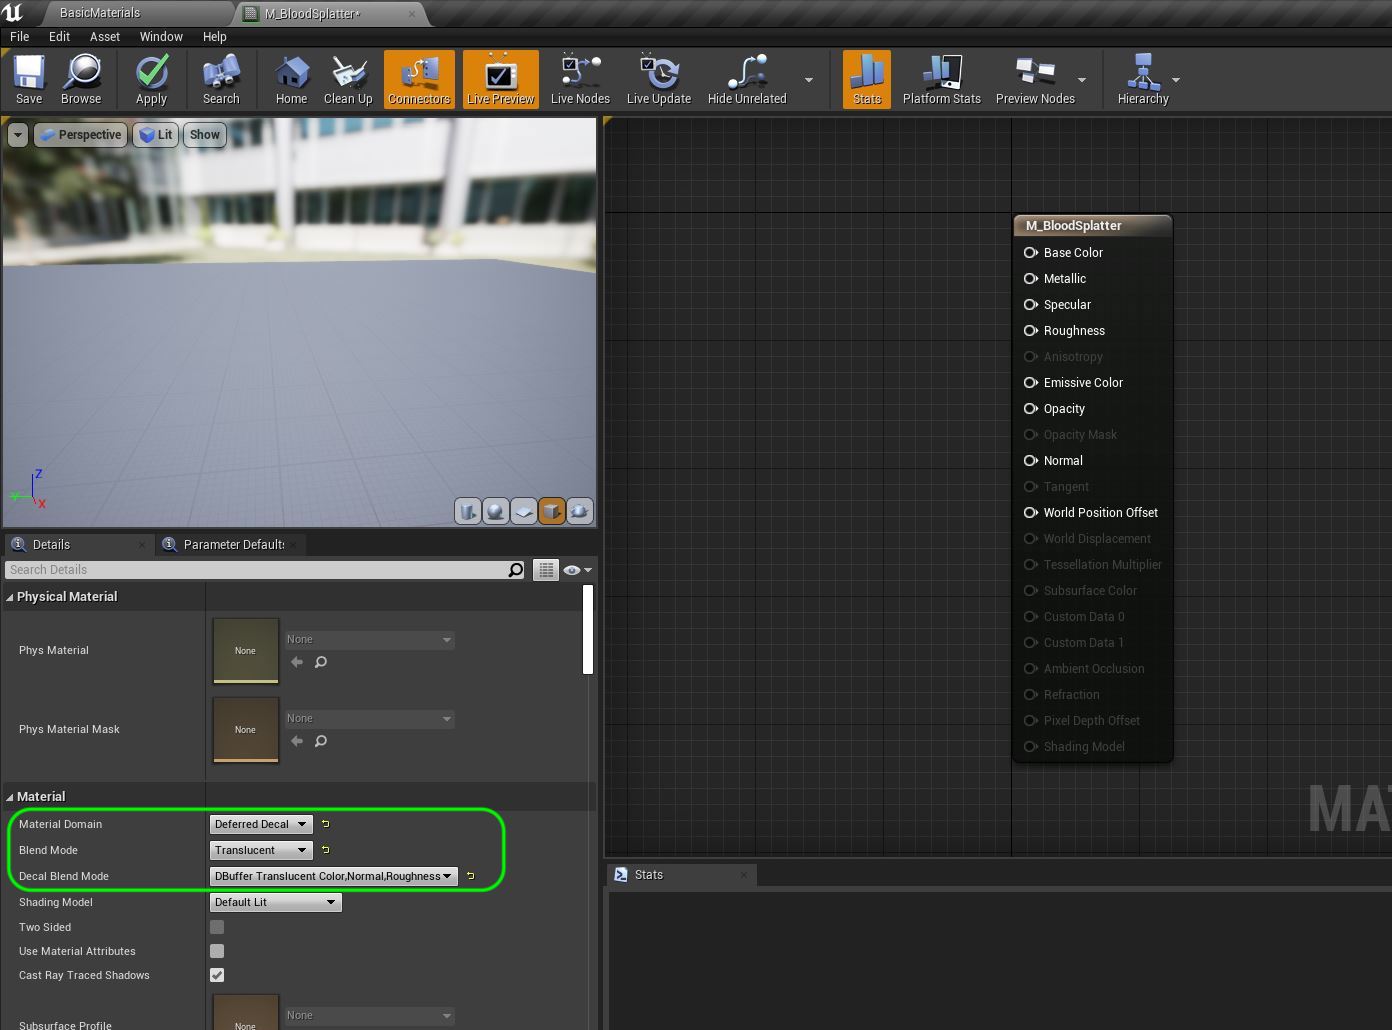 BasicMaterials
M_BloodSplatter*
File Edit Asset Window Help
Save Browse Apply Search Home Clean Up Connectors Live Preview Live Nodes Live Update Hide Unrelated Stats Platform Stats Preview Nodes Hierarchy
Perspective Lit Show
Z
Y
X
Details
Parameter Defaults
Search Details
Physical Material
Phys Material
None
None
Phys Material Mask
None
None
Material
Material Domain
Deferred Decal
Blend Mode
Translucent
Decal Blend Mode
DBuffer Translucent Color,Normal,Roughness
Shading Model
Default Lit
Two Sided
Use Material Attributes
Cast Ray Traced Shadows
Subsurface Profile
None
None
M_BloodSplatter
Base Color
Metallic
Specular
Roughness
Anisotropy
Emissive Color
Opacity
Opacity Mask
Normal
Tangent
World Position Offset
World Displacement
Tessellation Multiplier
Subsurface Color
Custom Data 0
Custom Data 1
Ambient Occlusion
Refraction
Pixel Depth Offset
Shading Model
MA
Stats